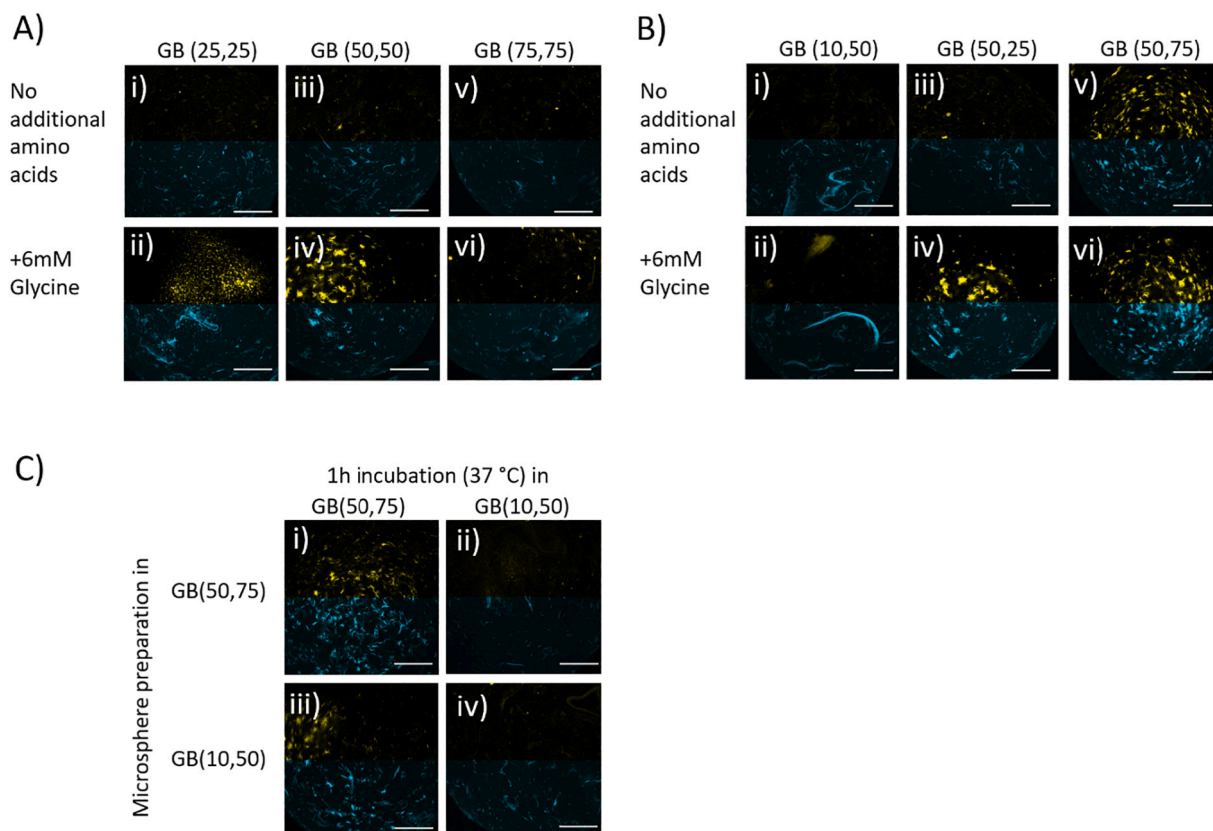 A)
GB (25,25) GB (50,50) GB (75,75)
No additional amino acids
i) iii) v)
+6mM Glycine
ii) iv) vi)
B)
GB (10,50) GB (50,25) GB (50,75)
No additional amino acids
i) iii) v)
+6mM Glycine
ii) iv) vi)
C)
1h incubation (37 °C) in
GB(50,75) GB(10,50)
Microsphere preparation in
GB(50,75)
i) ii)
GB(10,50)
iii) iv)